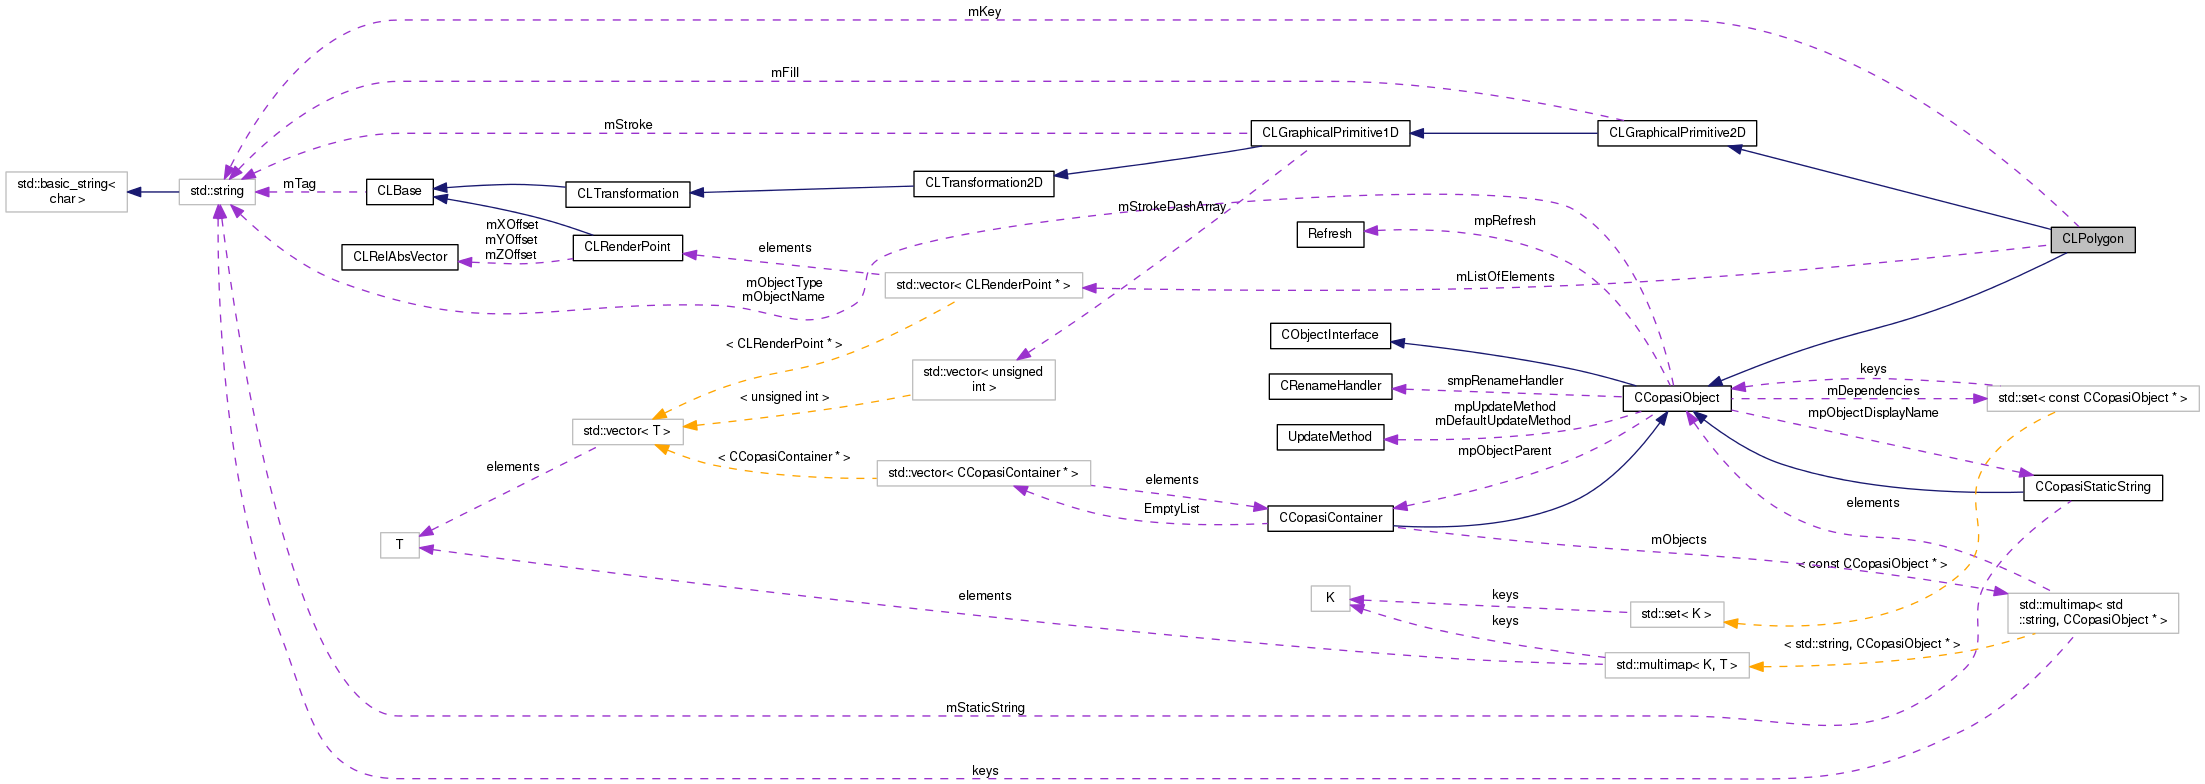 mKey
mFill
mStroke
CLGraphicalPrimitive1D
CLGraphicalPrimitive2D
std::basic_string<
char >
std::string
mTag
CLBase
CLTransformation
CLTransformation2D
mStrokeDashArray
mXOffset
mYOffset
mZOffset
CLRelAbsVector
CLRenderPoint
elements
mpRefresh
Refresh
CLPolygon
mObjectType
mObjectName
std::vector< CLRenderPoint * >
mListOfElements
< CLRenderPoint * >
CObjectInterface
std::vector< unsigned
int >
< unsigned int >
CRenameHandler
smpRenameHandler
CCopasiObject
keys
mDependencies
mpObjectDisplayName
std::set< const CCopasiObject * >
std::vector< T >
UpdateMethod
mpUpdateMethod
mDefaultUpdateMethod
mpObjectParent
elements
< CCopasiContainer * >
std::vector< CCopasiContainer * >
elements
EmptyList
CCopasiContainer
CCopasiStaticString
elements
T
mObjects
< const CCopasiObject * >
elements
K
keys
keys
std::set< K >
std::multimap< std
::string, CCopasiObject * >
< std::string, CCopasiObject * >
std::multimap< K, T >
mStaticString
keys